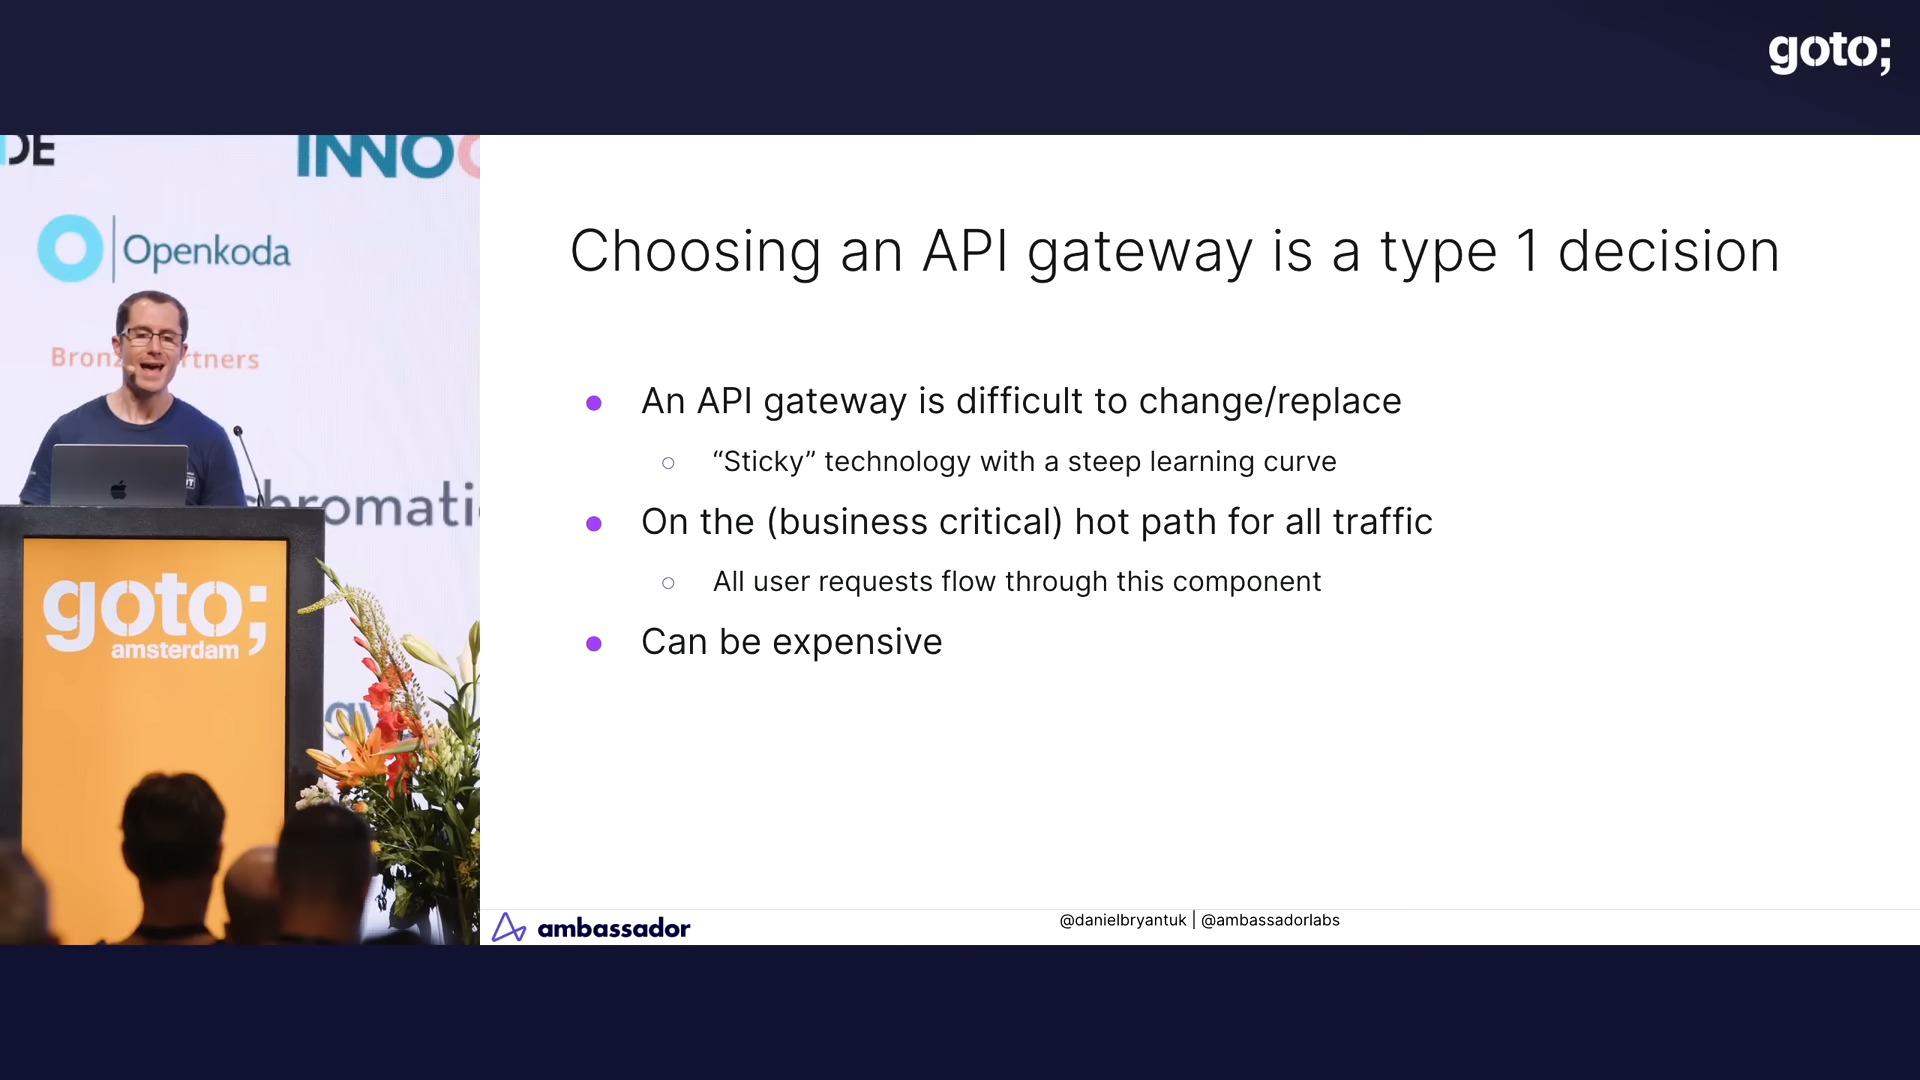 goto;
DE
INNO
Openkoda
goto;
amsterdam
Choosing an API gateway is a type 1 decision
An API gateway is difficult to change/replace
“Sticky” technology with a steep learning curve
On the (business critical) hot path for all traffic
All user requests flow through this component
Can be expensive
ambassador
@danielbryantuk | @ambassadorlabs